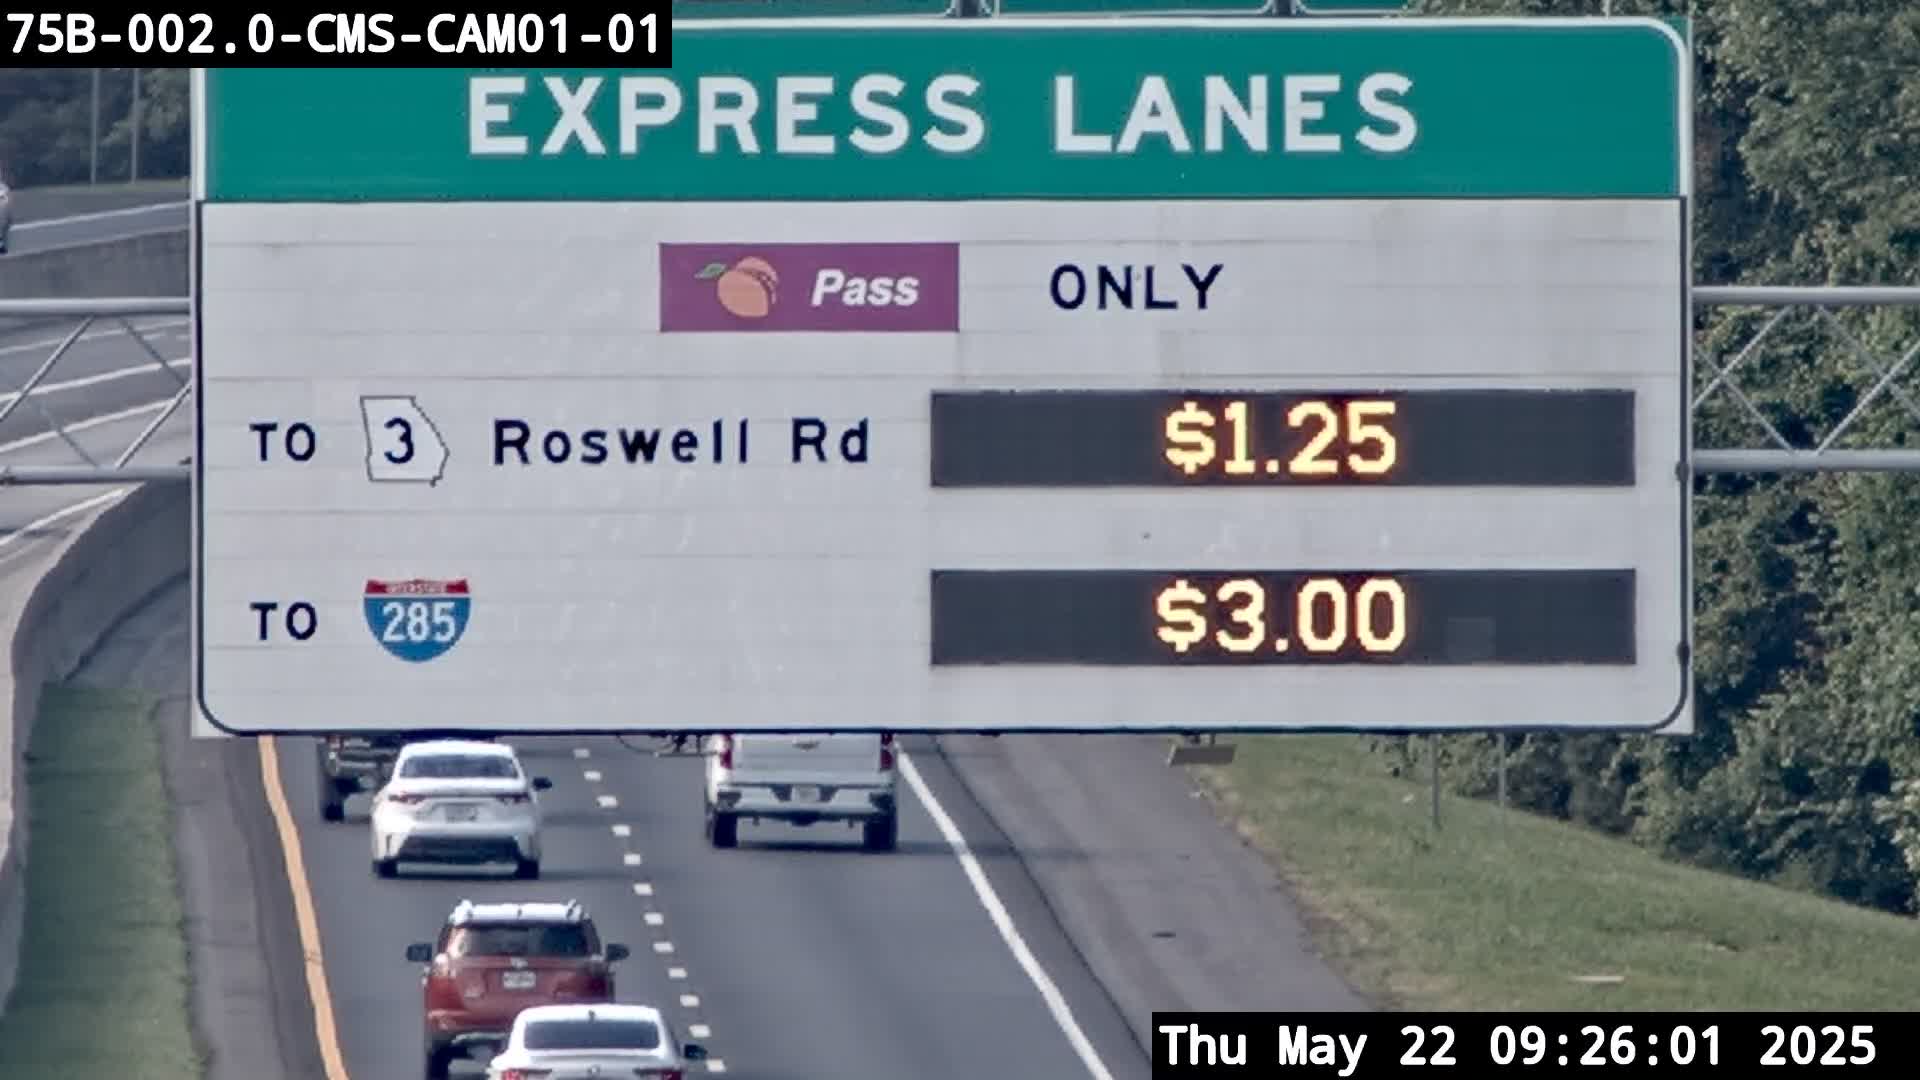 75B-002.0-CMS-CAM01-01
EXPRESS LANES
Pass ONLY
TO 3 Roswell Rd $1.25
INTERSTATE
TO 285 $3.00
Thu May 22 09:26:01 2025